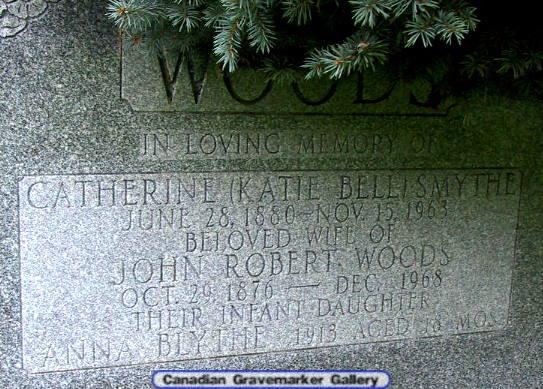 WOODS
IN LOVING MEMORY OF
CATHERINE (KATIE BELL) SMYTHE
JUNE 28, 1880 — NOV. 15, 1963
BELOVED WIFE OF
JOHN ROBERT WOODS
OCT. 29, 1876 — DEC. 1968
THEIR INFANT DAUGHTER
ANNA BLYTHE 1913 AGED 18 MOS.
Canadian Gravemarker Gallery